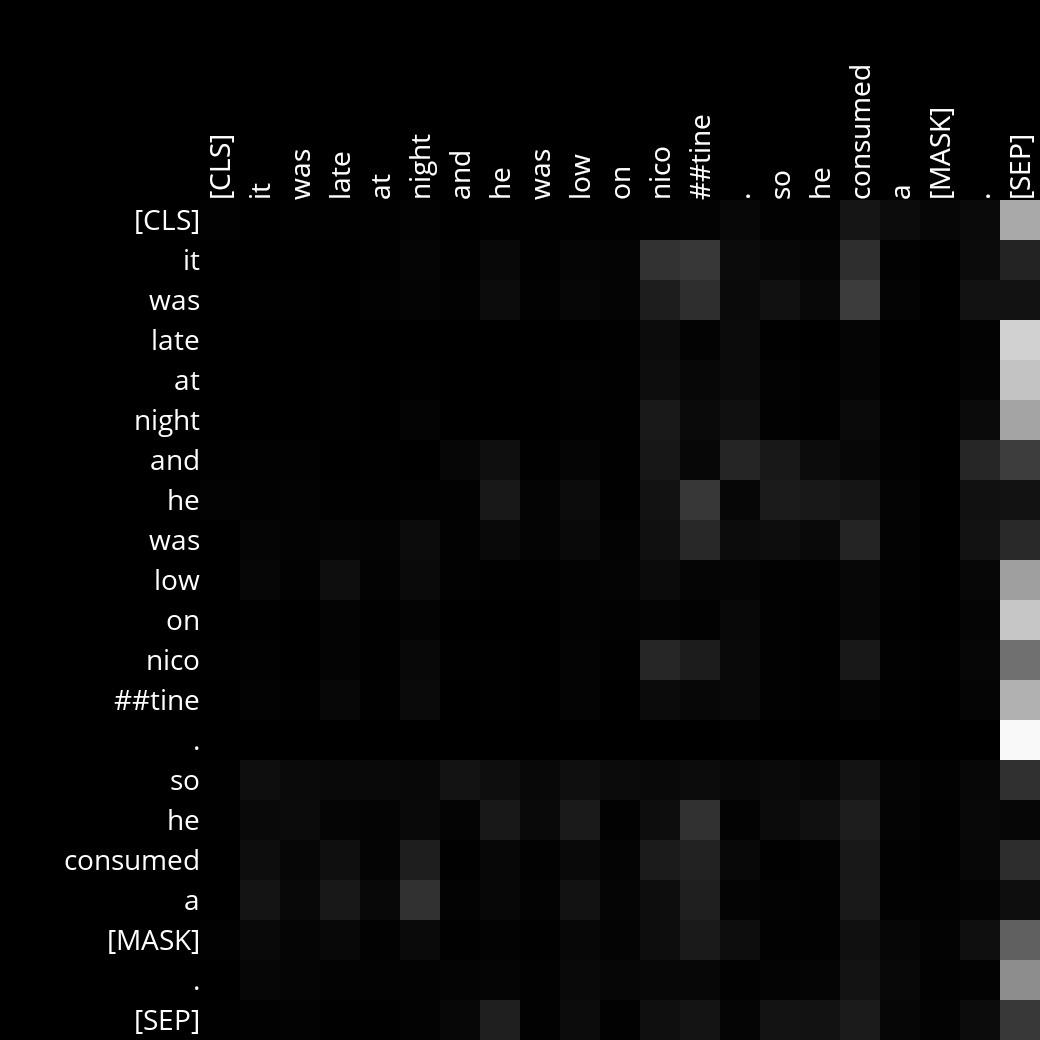 [CLS] it was late at night and he was low on nico ##tine . so he consumed a [MASK] . [SEP]
[CLS]
it
was
late
at
night
and
he
was
low
on
nico
##tine
.
so
he
consumed
a
[MASK]
.
[SEP]